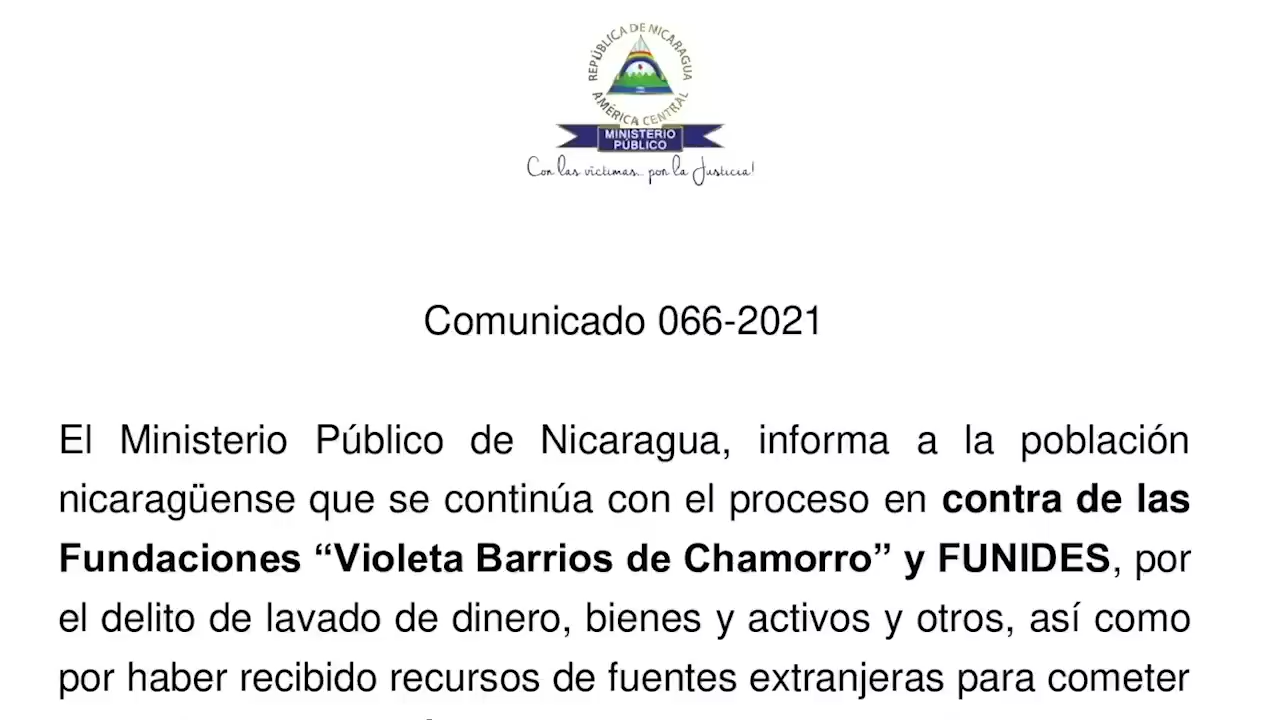 REPÚBLICA DE NICARAGUA
AMÉRICA CENTRAL
MINISTERIO
PÚBLICO
Con las víctimas... por la Justicia!
Comunicado 066-2021
El Ministerio Público de Nicaragua, informa a la población
nicaragüense que se continúa con el proceso en contra de las
Fundaciones “Violeta Barrios de Chamorro” y FUNIDES, por
el delito de lavado de dinero, bienes y activos y otros, así como
por haber recibido recursos de fuentes extranjeras para cometer